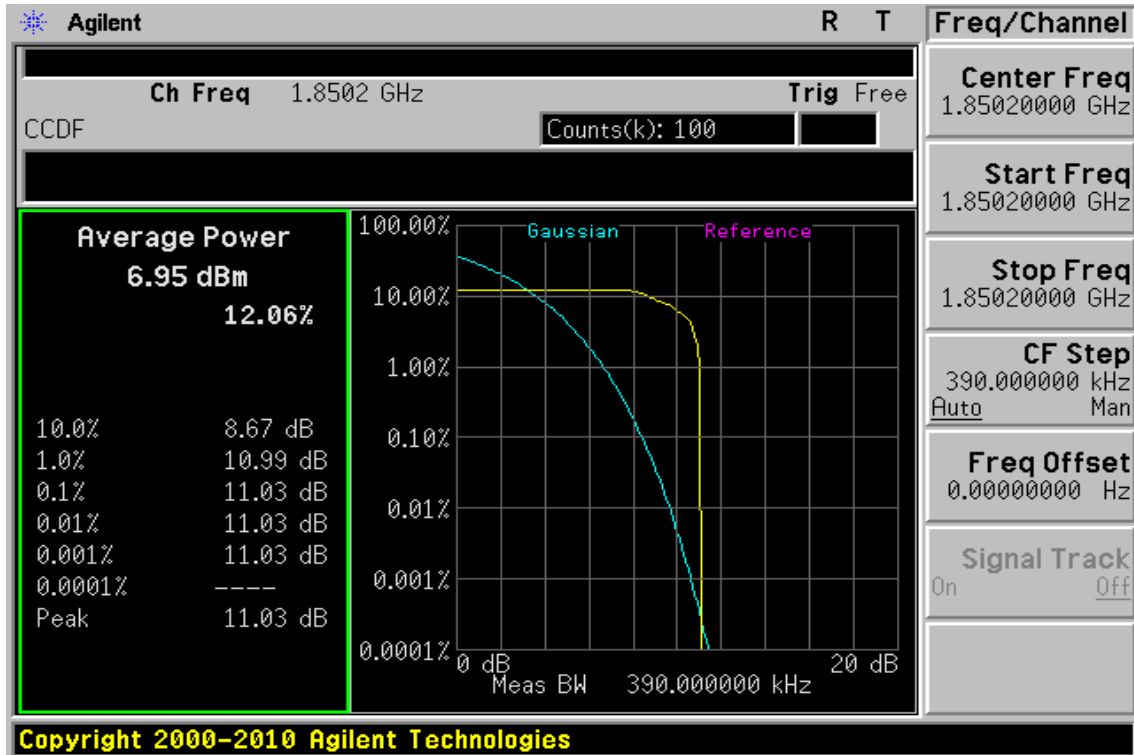 Agilent R T
Ch Freq 1.8502 GHz Trig Free
CCDF Counts(k): 100
Average Power
6.95 dBm
12.06%
10.0% 8.67 dB
1.0% 10.99 dB
0.1% 11.03 dB
0.01% 11.03 dB
0.001% 11.03 dB
0.0001% ----
Peak 11.03 dB
Gaussian Reference
100.00%
10.00%
1.00%
0.10%
0.01%
0.001%
0.0001%
0 dB 20 dB
Meas BW 390.000000 kHz
Freq/Channel
Center Freq
1.85020000 GHz
Start Freq
1.85020000 GHz
Stop Freq
1.85020000 GHz
CF Step
390.000000 kHz
Auto Man
Freq Offset
0.00000000 Hz
Signal Track
On Off
Copyright 2000-2010 Agilent Technologies